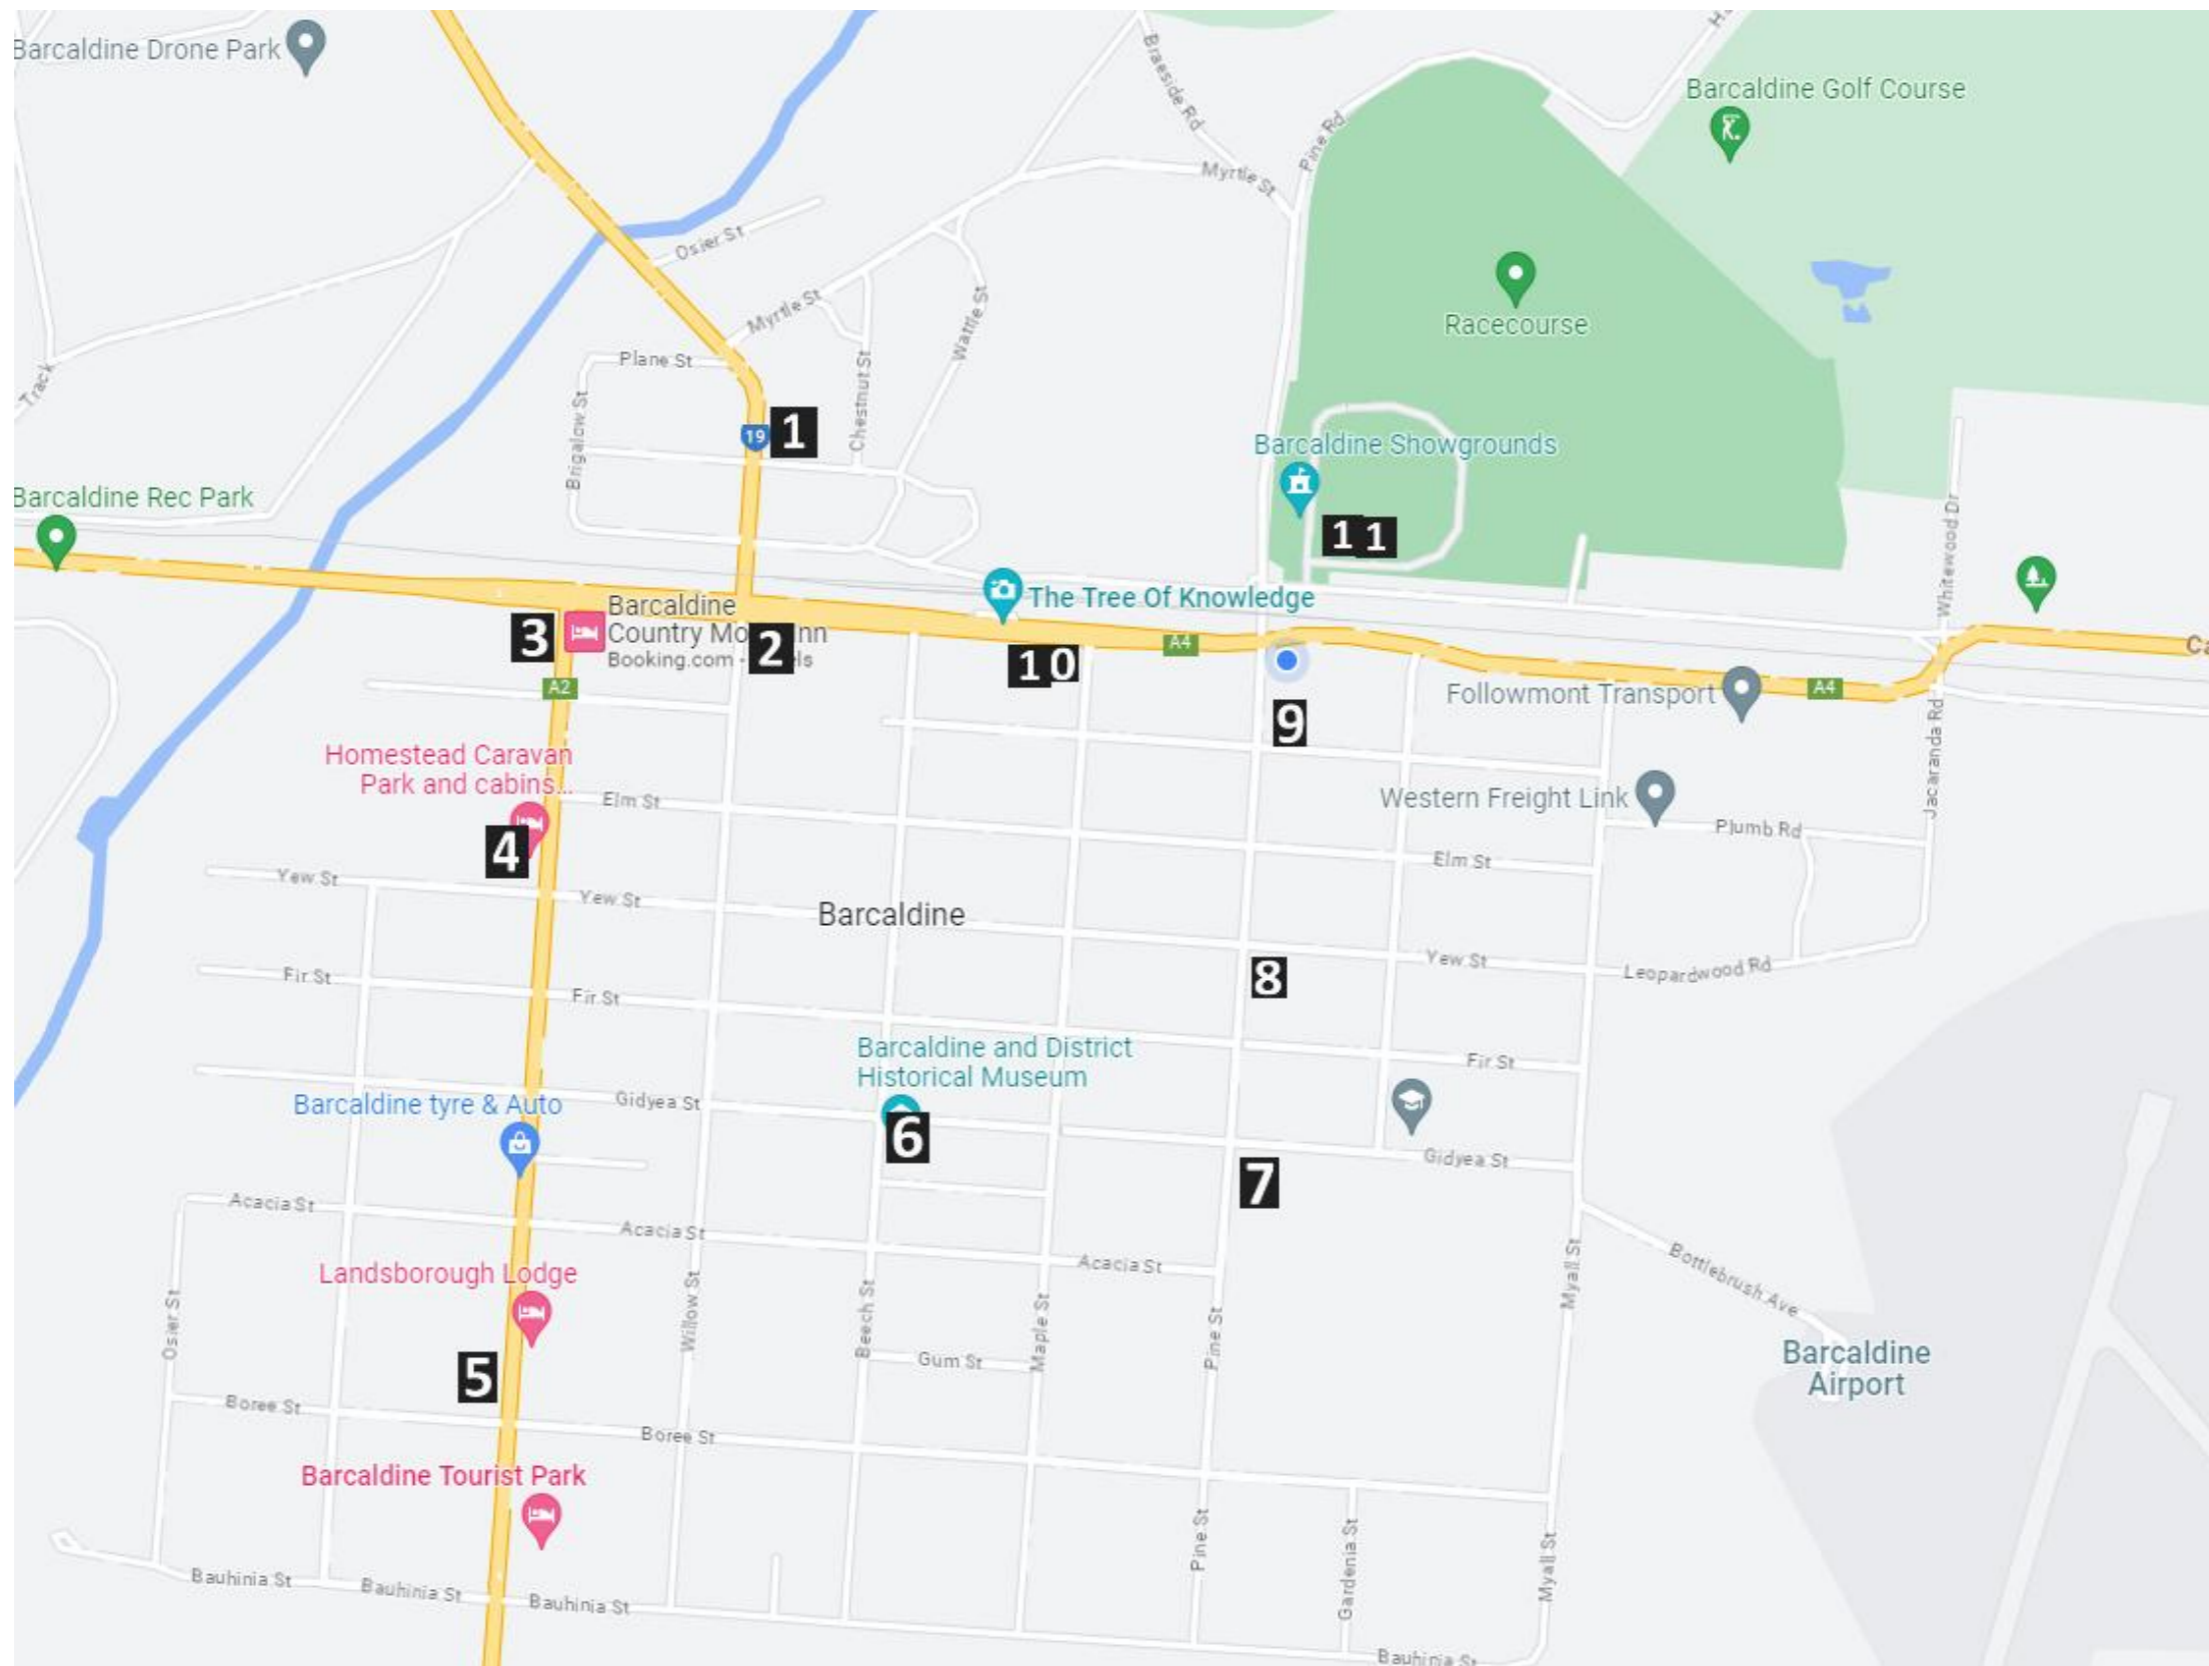 Barcaldine Drone Park
Braeside Rd
Pine Rd
Barcaldine Golf Course
Myrtle St
Osier St
Racecourse
Myrtle St
Wattle St
Plane St
Chestnut St
Brigalow St
Track
19
1
Barcaldine Showgrounds
Barcaldine Rec Park
Whitewood Dr
1 1
The Tree Of Knowledge
Barcaldine
Country Mo nn
Booking.com - ls
3
2
1 0
A4
A2
9
Followmont Transport
A4
Jacaranda Rd
Homestead Caravan
Park and cabins...
Elm St
4
Western Freight Link
Plumb Rd
Elm St
Yew St
Yew St
Barcaldine
Yew St
Leopardwood Rd
8
Fir St
Fir St
Barcaldine and District
Historical Museum
Fir St
Barcaldine tyre & Auto
Gidyea St
6
Gidyea St
7
Acacia St
Acacia St
Acacia St
Bottlebrush Ave
Landsborough Lodge
Osier St
Willow St
Beech St
Maple St
Pine St
Myall St
Gum St
5
Barcaldine
Airport
Boree St
Boree St
Barcaldine Tourist Park
Pine St
Gardenia St
Myall St
Bauhinia St
Bauhinia St
Bauhinia St
Bauhinia St